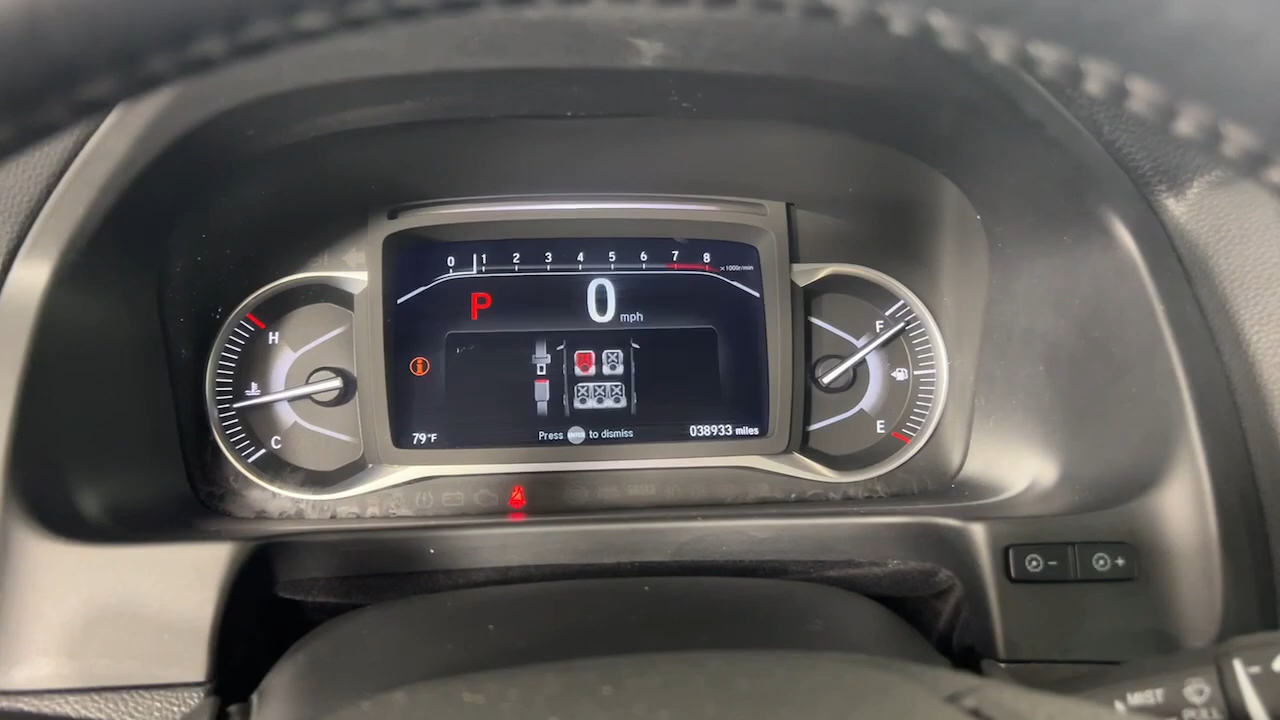 0 1 2 3 4 5 6 7 8 ×1000r/min
P 0 mph
H
F
C
E
79°F
Press ENTER to dismiss
038933 miles
- +
MIST
PULL